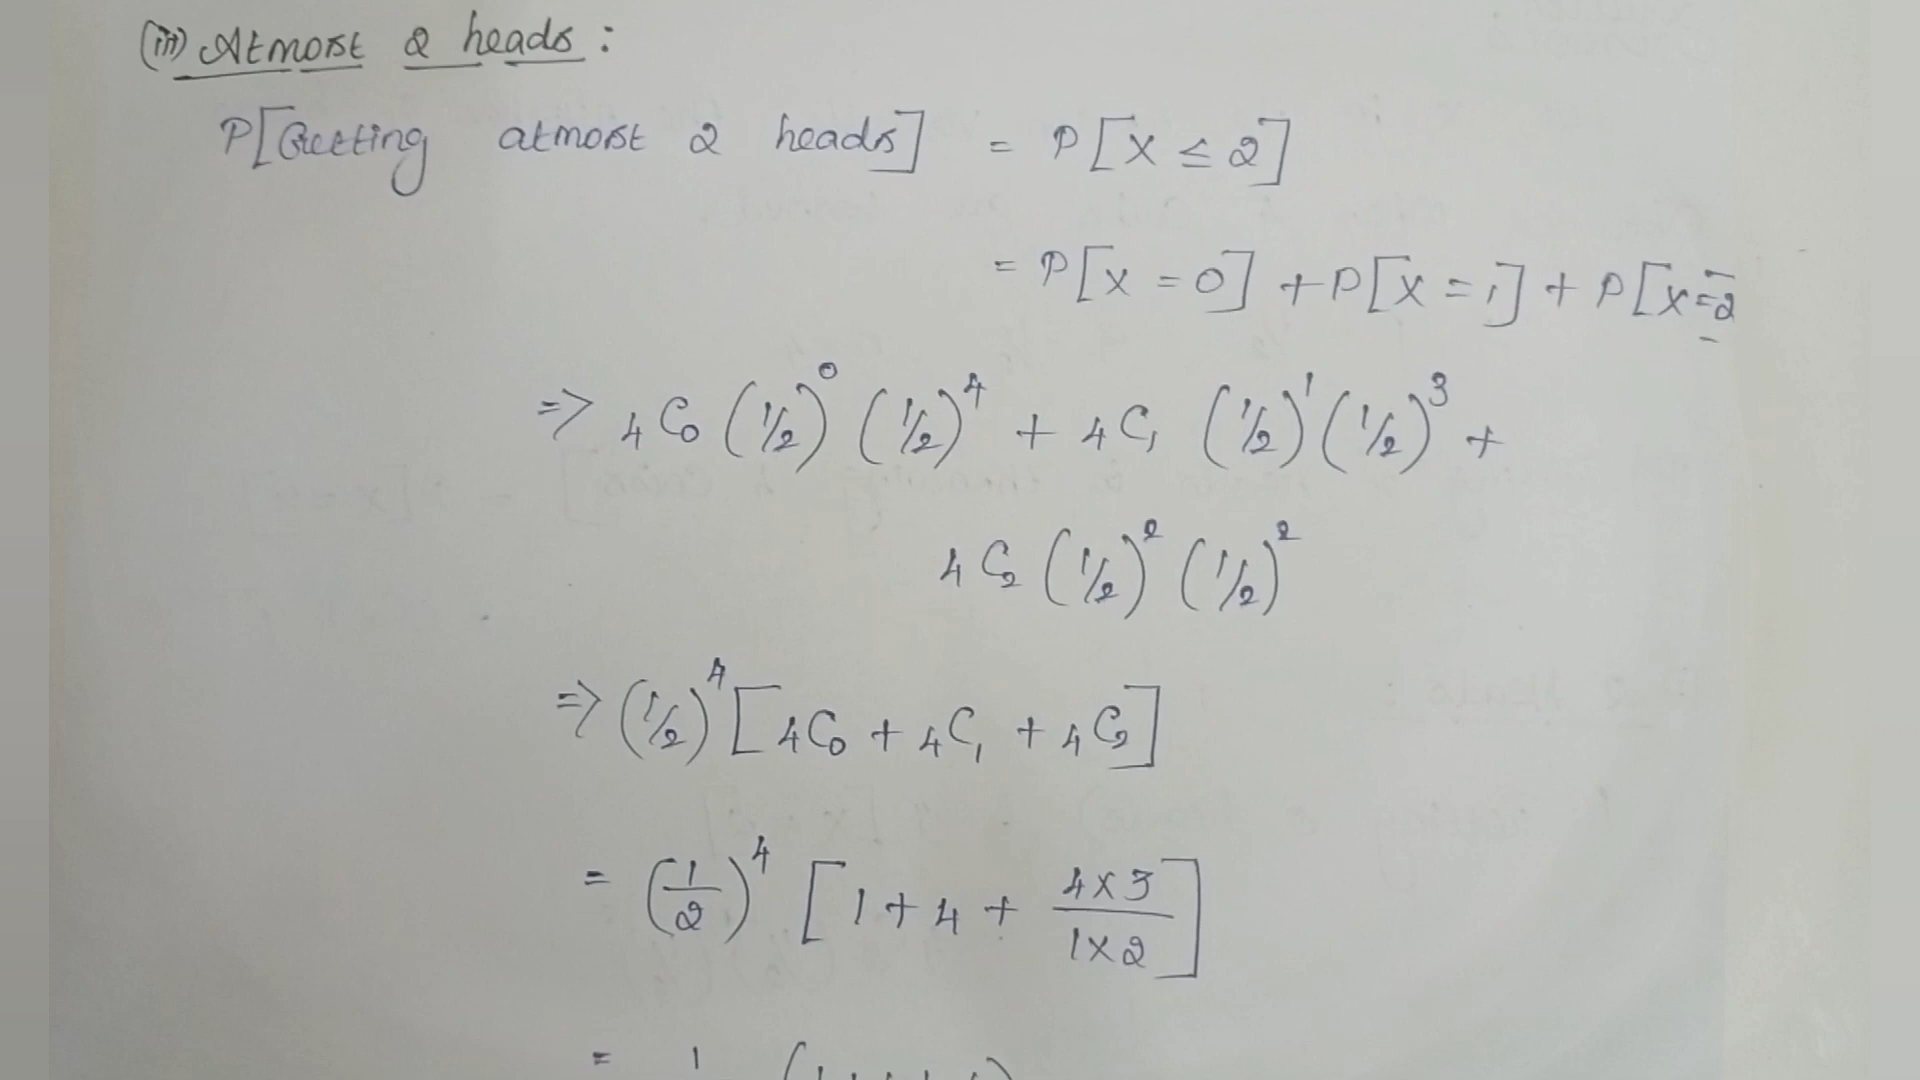 (iii) Atmost 2 heads :
P[Getting atmost 2 heads] = P[X ≤ 2]
= P[X = 0] + P[X = 1] + P[X = 2
=> 4C₀ (1/2)⁰ (1/2)⁴ + 4C₁ (1/2)¹ (1/2)³ +
4C₂ (1/2)² (1/2)²
=> (1/2)⁴ [4C₀ + 4C₁ + 4C₂]
= (1/2)⁴ [1 + 4 + 4 × 3 / 1 × 2]
= 1